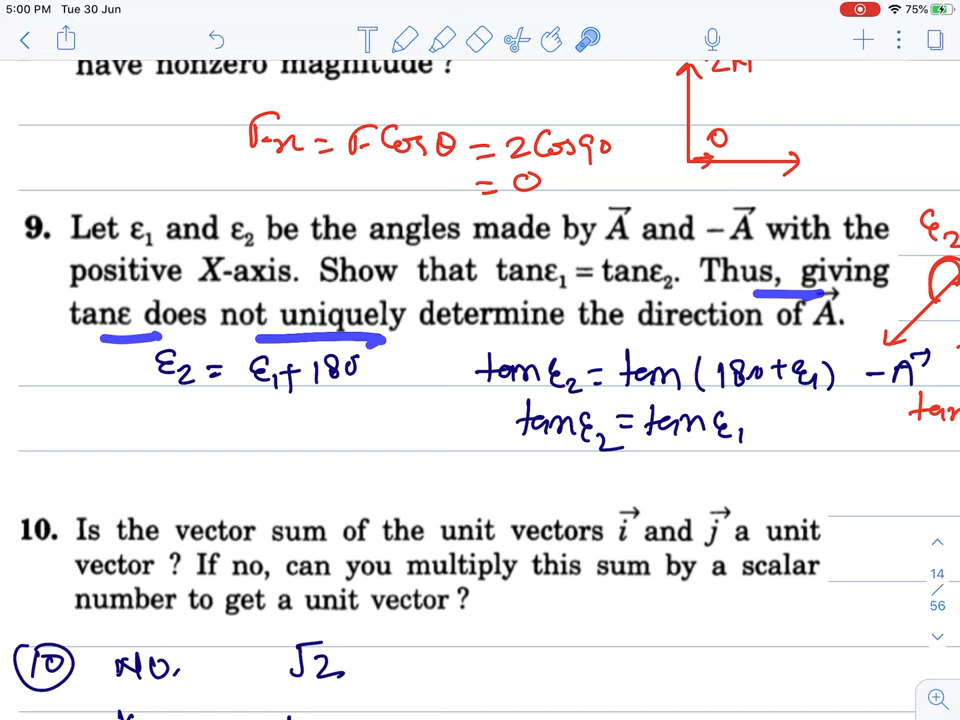 5:00 PM Tue 30 Jun
75%
T
have nonzero magnitude ?
2N
Fx = F Cos θ = 2 Cos 90
= 0
0
9. Let ε₁ and ε₂ be the angles made by A⃗ and − A⃗ with the
positive X-axis. Show that tanε₁ = tanε₂. Thus, giving
tanε does not uniquely determine the direction of A⃗.
ε₂
ε₂ = ε₁ + 180
tan ε₂ = tan (180 + ε₁)
− A⃗
tan ε₂ = tan ε₁
tan
10. Is the vector sum of the unit vectors i⃗ and j⃗ a unit
vector ? If no, can you multiply this sum by a scalar
number to get a unit vector ?
14
/
56
10 No. √2